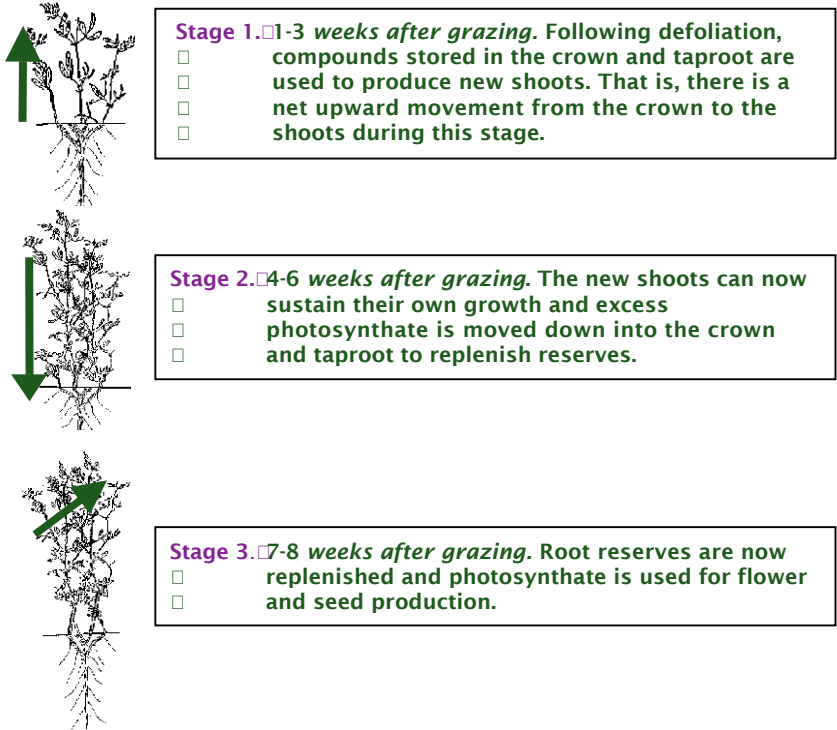 Stage 1.□1-3 weeks after grazing. Following defoliation,
□ compounds stored in the crown and taproot are
□ used to produce new shoots. That is, there is a
□ net upward movement from the crown to the
□ shoots during this stage.
Stage 2.□4-6 weeks after grazing. The new shoots can now
□ sustain their own growth and excess
□ photosynthate is moved down into the crown
□ and taproot to replenish reserves.
Stage 3.□7-8 weeks after grazing. Root reserves are now
□ replenished and photosynthate is used for flower
□ and seed production.